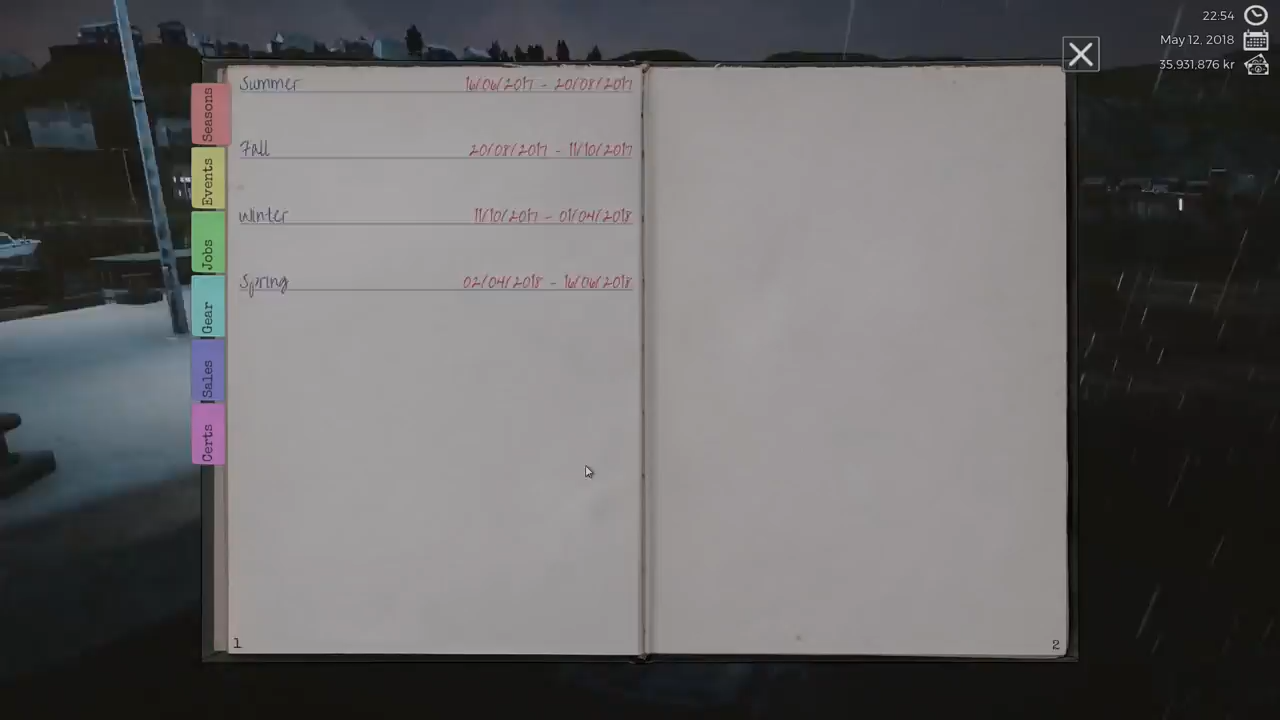 22:54
May 12, 2018
35.931,876 kr
Seasons
Events
Jobs
Gear
Sales
Certs
Summer 16/06/2017 - 20/08/2017
Fall 20/08/2017 - 11/10/2017
Winter 11/10/2017 - 01/04/2018
Spring 02/04/2018 - 16/06/2018
1
2